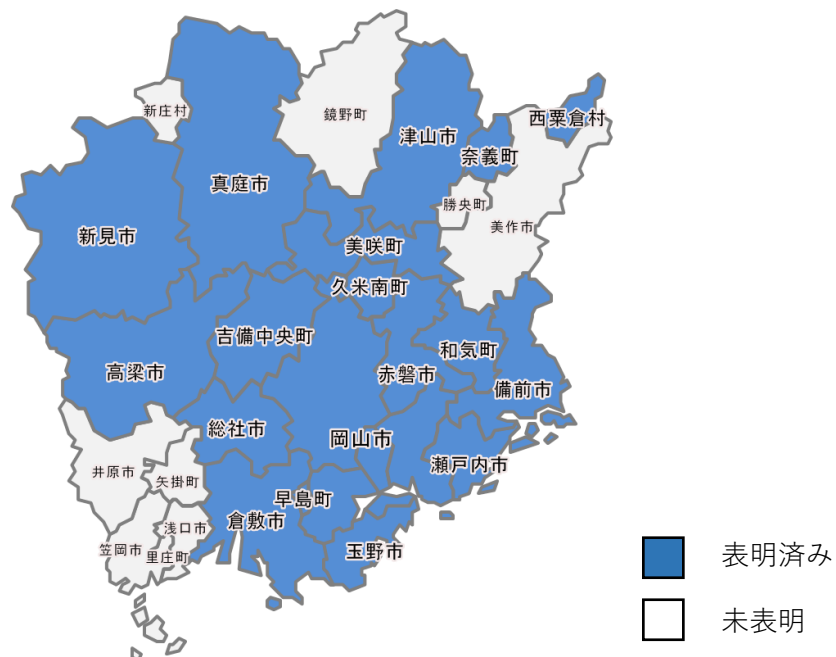 新庄村
鏡野町
津山市
西粟倉村
奈義町
真庭市
勝央町
美作市
新見市
美咲町
久米南町
吉備中央町
和気町
高梁市
赤磐市
備前市
総社市
岡山市
瀬戸内市
井原市
矢掛町
早島町
倉敷市
浅口市
笠岡市
里庄町
玉野市
表明済み
未表明